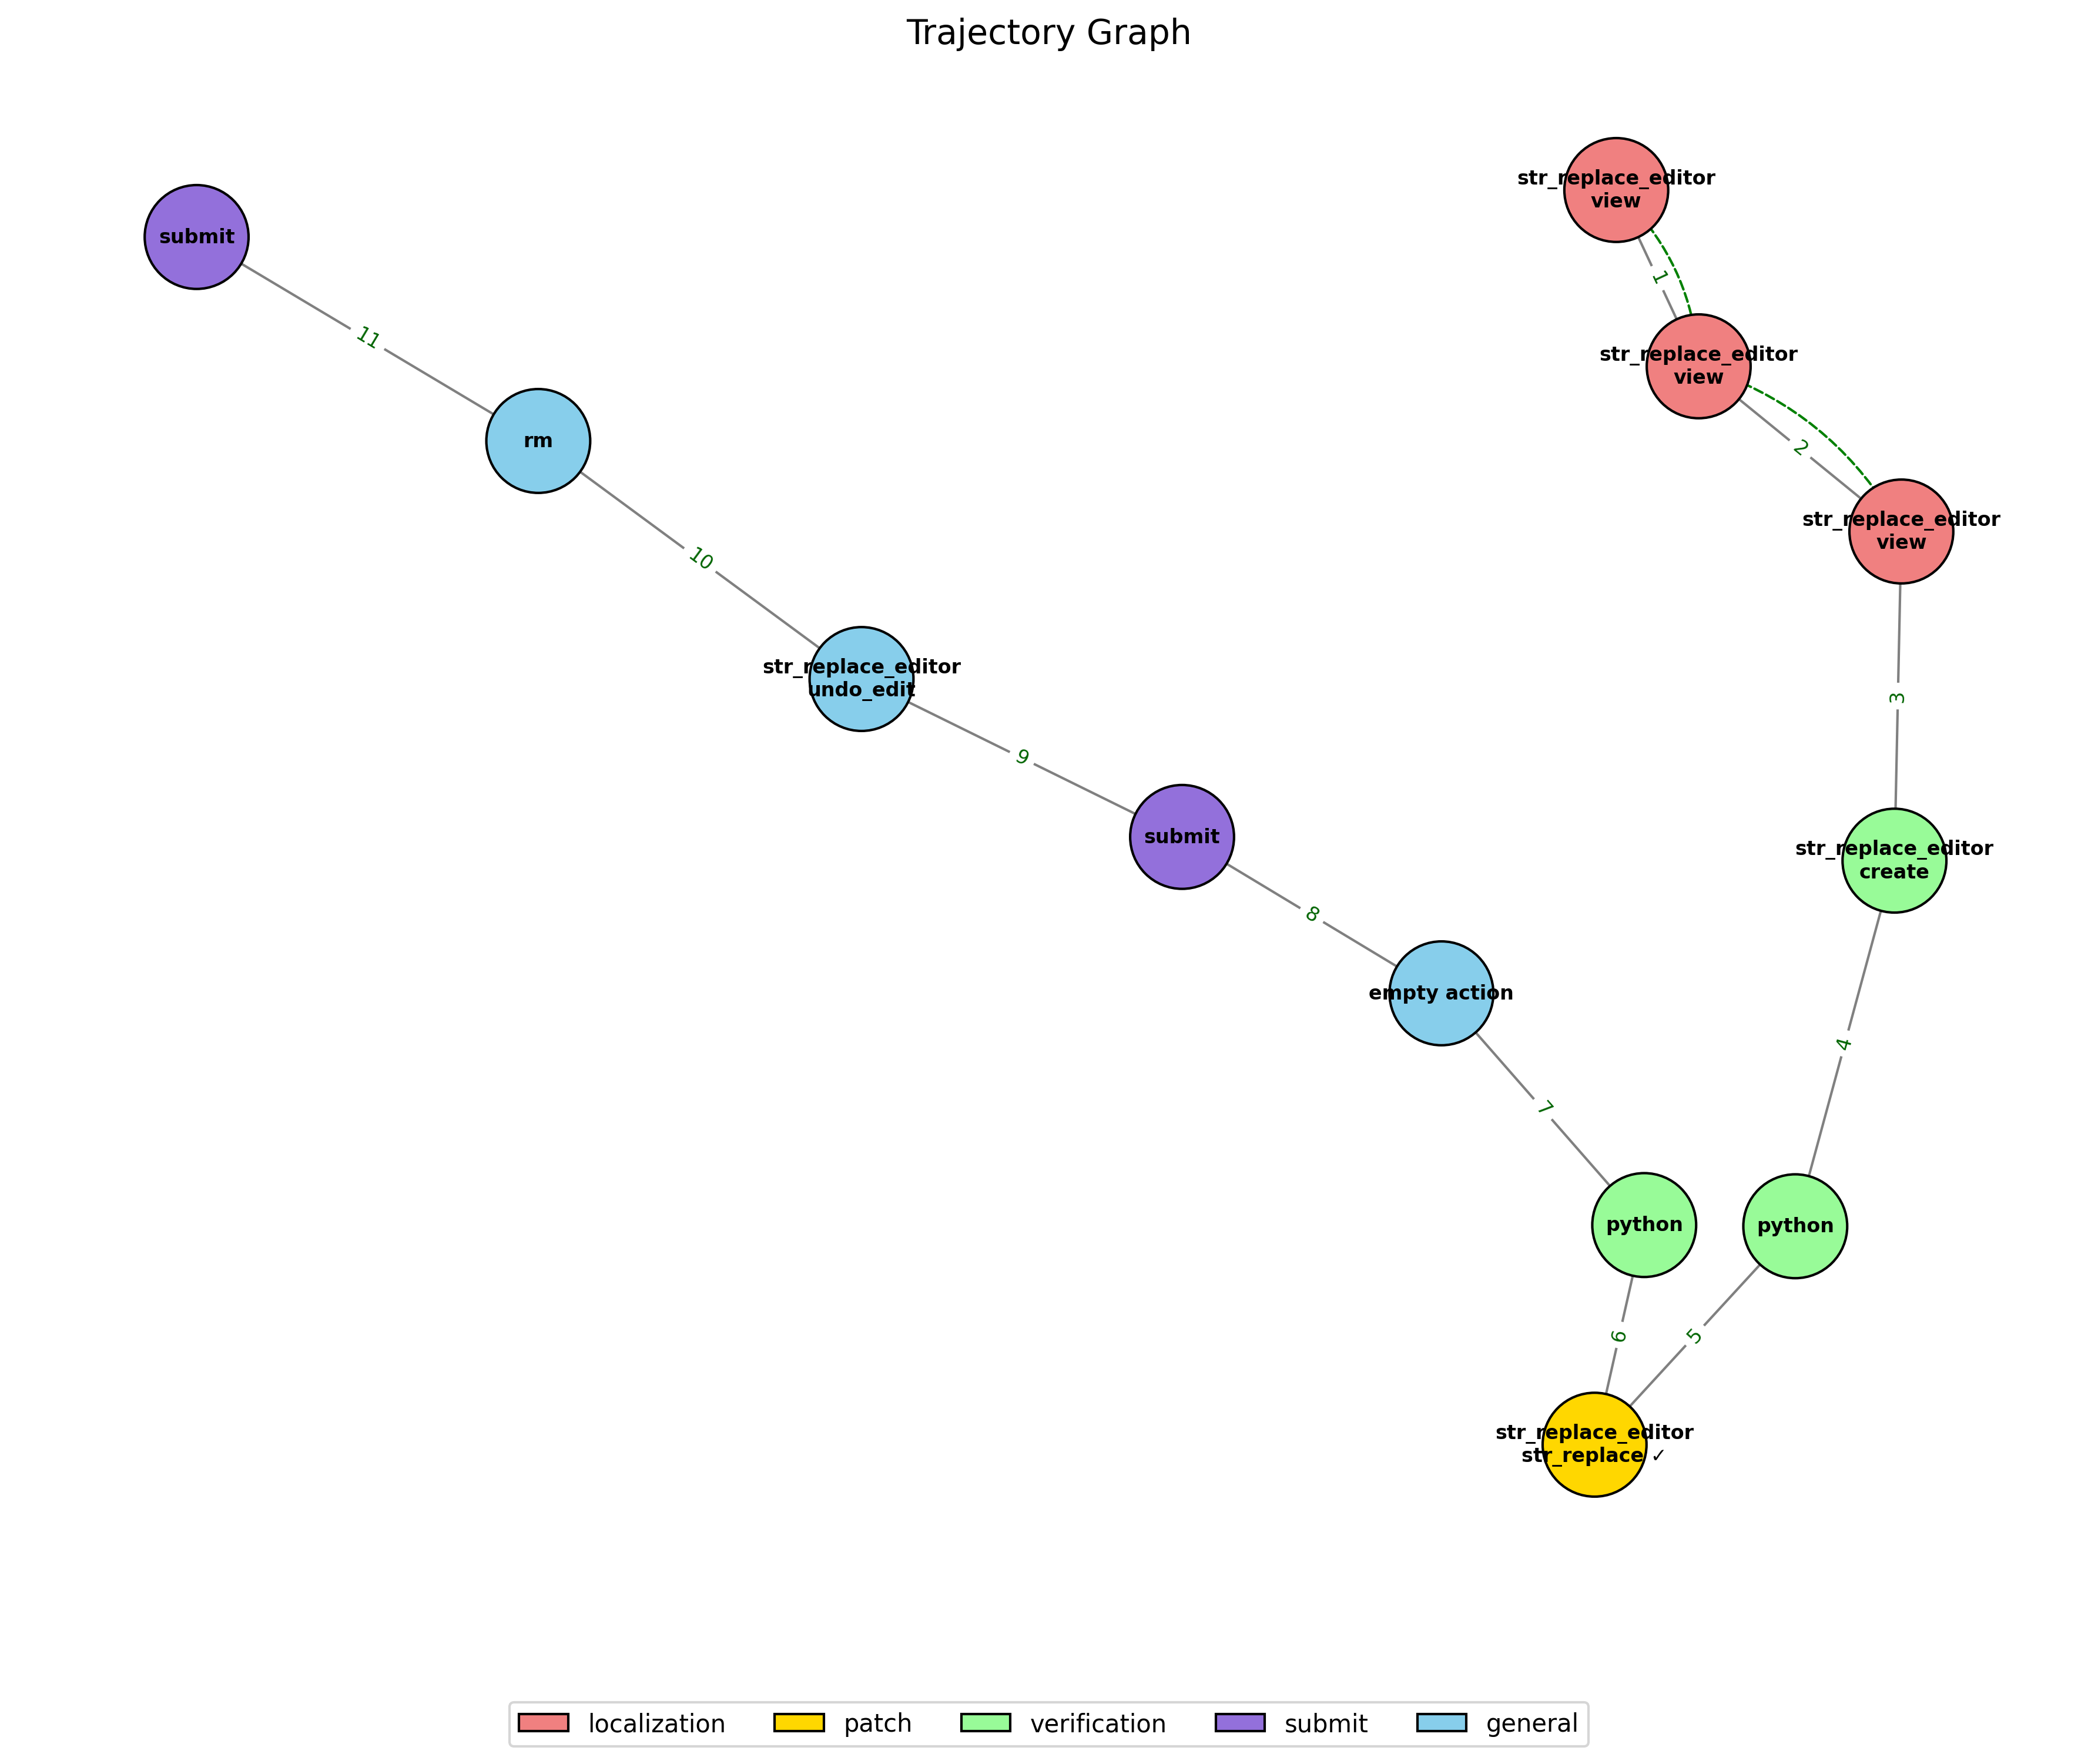 Trajectory Graph
str_replace_editor
view
1
str_replace_editor
view
2
str_replace_editor
view
3
str_replace_editor
create
4
python
5
str_replace_editor
str_replace ✓
6
python
7
empty action
8
submit
9
str_replace_editor
undo_edit
10
rm
11
submit
localization
patch
verification
submit
general